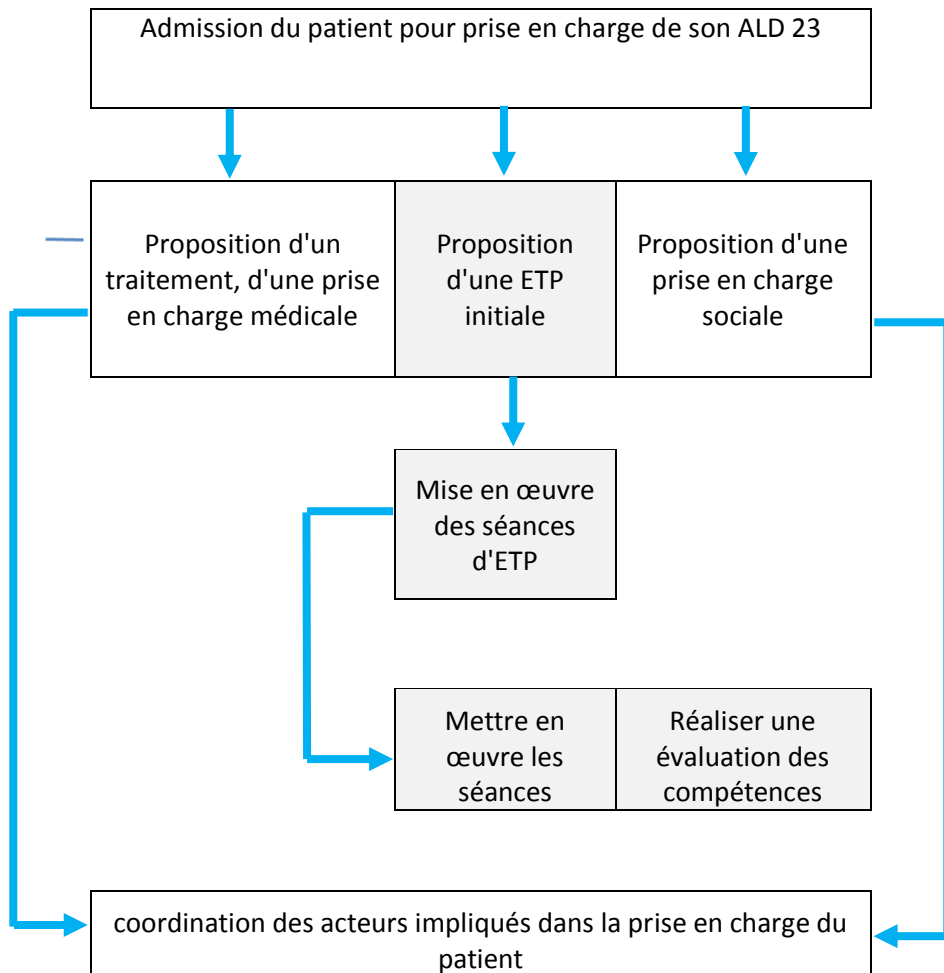 Admission du patient pour prise en charge de son ALD 23
Proposition d'un
traitement, d'une prise
en charge médicale
Proposition
d'une ETP
initiale
Proposition d'une
prise en charge
sociale
Mise en œuvre
des séances
d'ETP
Mettre en
œuvre les
séances
Réaliser une
évaluation des
compétences
coordination des acteurs impliqués dans la prise en charge du
patient